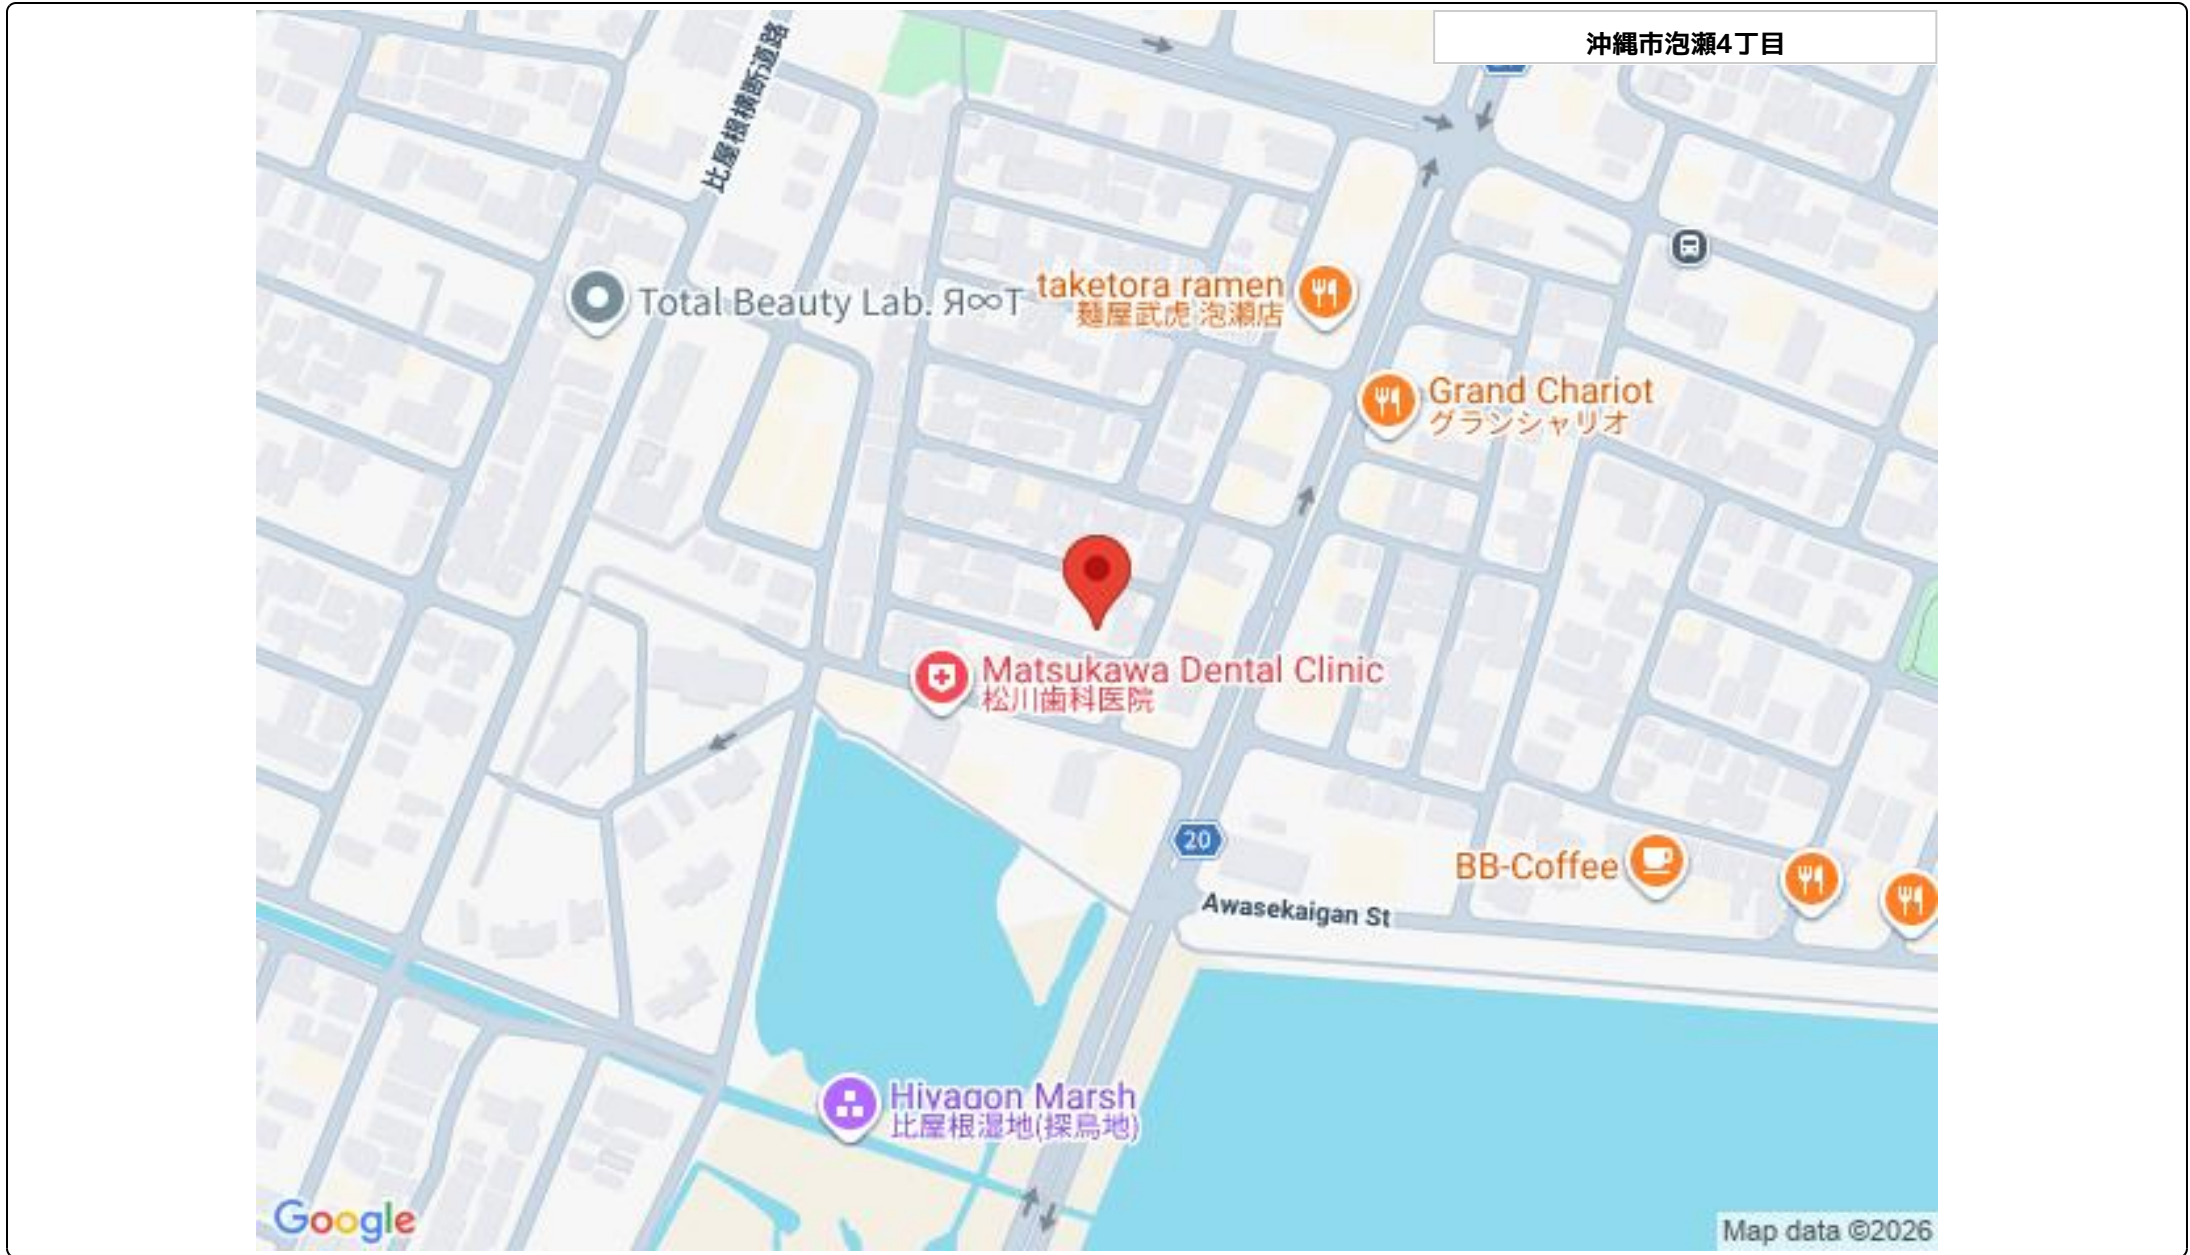 沖縄市泡瀬4丁目
比屋根横断道路
Total Beauty Lab. Я∞T
taketora ramen
麺屋武虎 泡瀬店
Grand Chariot
グランシャリオ
Matsukawa Dental Clinic
松川歯科医院
20
BB-Coffee
Awasekaigan St
Hiyagon Marsh
比屋根湿地(探鳥地)
Google
Map data ©2026